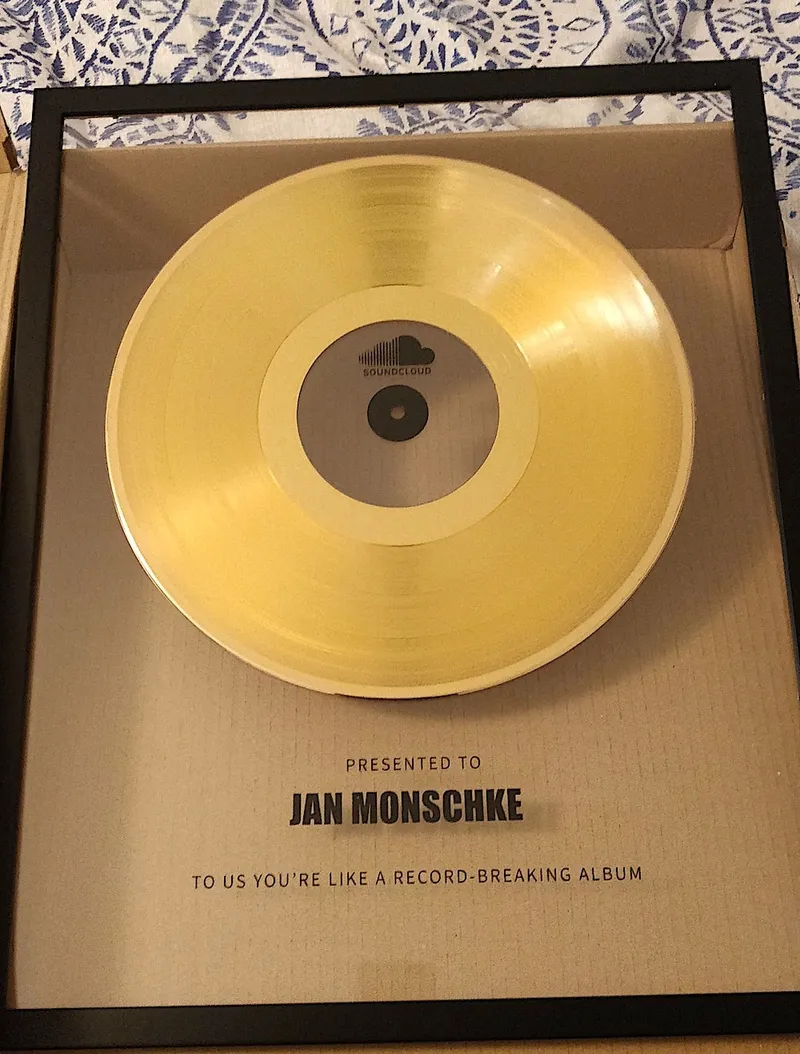 SOUNDCLOUD
PRESENTED TO
JAN MONSCHKE
TO US YOU'RE LIKE A RECORD-BREAKING ALBUM